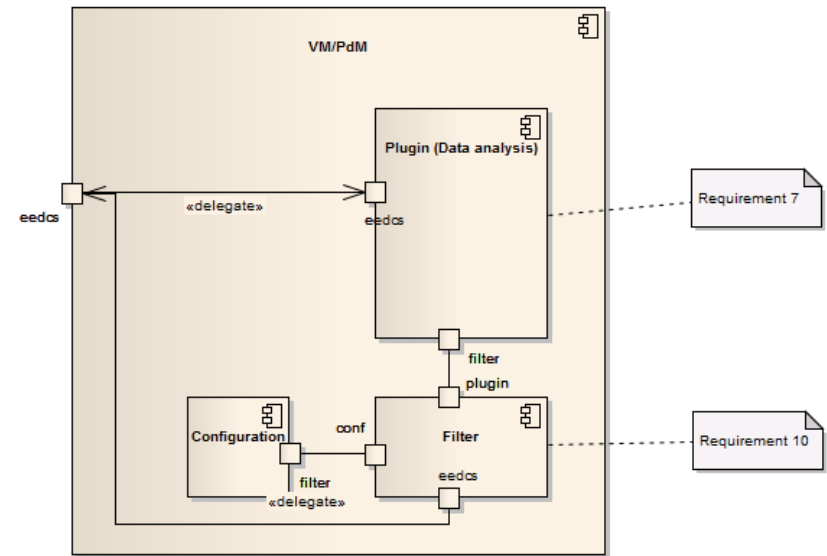 VM/PdM
Plugin (Data analysis)
Requirement 7
«delegate»
eedcs
eedcs
filter
plugin
conf
Configuration
Filter
Requirement 10
eedcs
filter
«delegate»